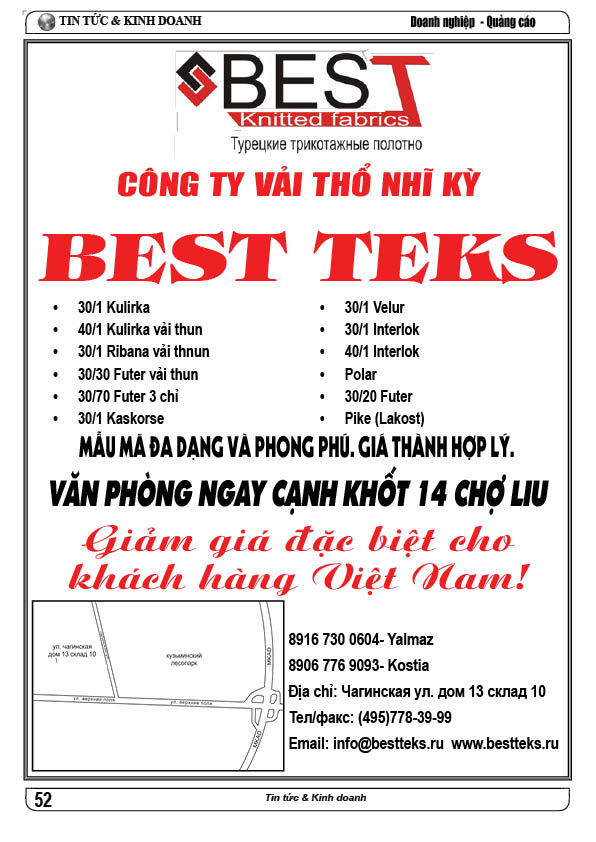 TIN TỨC & KINH DOANH
Doanh nghiệp - Quảng cáo
BEST
Knitted fabrics
Турецкие трикотажные полотно
CÔNG TY VẢI THỔ NHĨ KỲ
BEST TEKS
• 30/1 Kulirka
• 40/1 Kulirka vải thun
• 30/1 Ribana vải thnun
• 30/30 Futer vải thun
• 30/70 Futer 3 chỉ
• 30/1 Kaskorse
• 30/1 Velur
• 30/1 Interlok
• 40/1 Interlok
• Polar
• 30/20 Futer
• Pike (Lakost)
MẪU MÃ ĐA DẠNG VÀ PHONG PHÚ. GIÁ THÀNH HỢP LÝ.
VĂN PHÒNG NGAY CẠNH KHỐT 14 CHỢ LIU
Giảm giá đặc biệt cho
khách hàng Việt Nam!
ул. чагинская
дом 13 склад 10
кузьминский
лесопарк
MKAD
ул. верхние поля
ул. верхние поля
MKAD
8916 730 0604- Yalmaz
8906 776 9093- Kostia
Địa chỉ: Чагинская ул. дом 13 склад 10
Тел/факс: (495)778-39-99
Email: info@bestteks.ru www.bestteks.ru
52
Tin tức & Kinh doanh